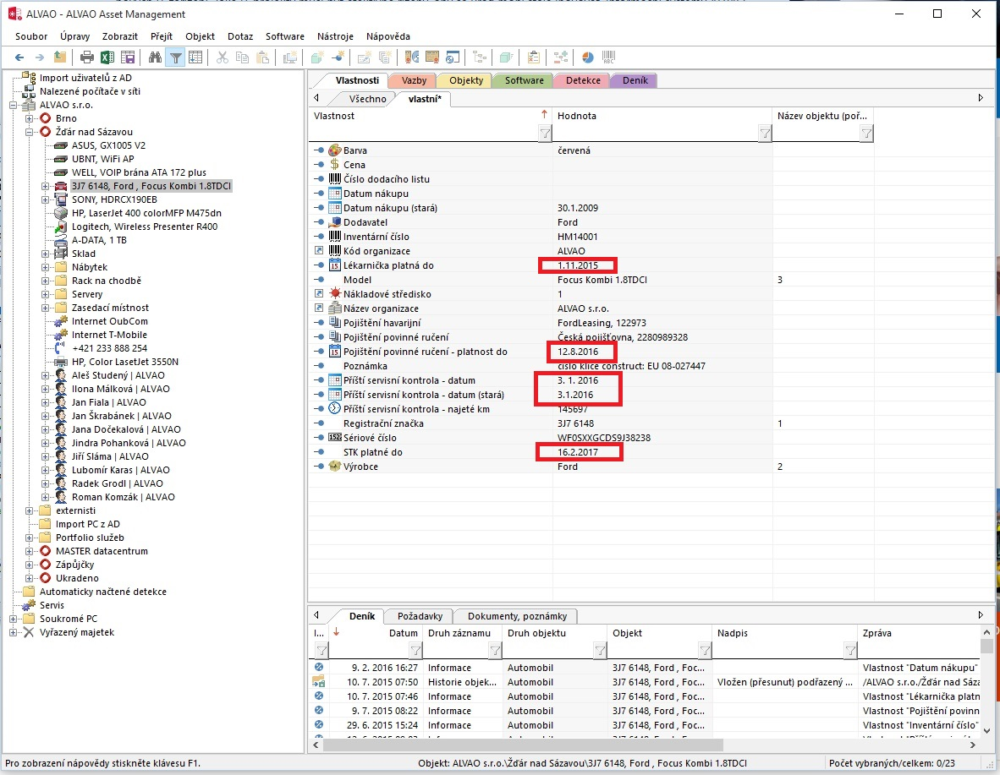 ALVAO - ALVAO Asset Management
Soubor Úpravy Zobrazit Přejít Objekt Dotaz Software Nástroje Nápověda
Import uživatelů z AD
Nalezené počítače v síti
ALVAO s.r.o.
Brno
Žďár nad Sázavou
ASUS, GX1005 V2
UBNT, WiFi AP
WELL, VOIP brána ATA 172 plus
3J7 6148, Ford , Focus Kombi 1.8TDCI
SONY, HDRCX190EB
HP, LaserJet 400 colorMFP M475dn
Logitech, Wireless Presenter R400
A-DATA, 1 TB
Sklad
Nábytek
Rack na chodbě
Servery
Zasedací místnost
Internet OubCom
Internet T-Mobile
+421 233 888 254
HP, Color LasetJet 3550N
Aleš Studený | ALVAO
Ilona Málková | ALVAO
Jan Fiala | ALVAO
Jan Škrabánek | ALVAO
Jana Dočekalová | ALVAO
Jindra Pohanková | ALVAO
Jiří Sláma | ALVAO
Lubomír Karas | ALVAO
Radek Grodl | ALVAO
Roman Komzák | ALVAO
externisti
Import PC z AD
Portfolio služeb
MASTER datacentrum
Zápůjčky
Ukradeno
Automaticky načtené detekce
Servis
Soukromé PC
Vyřazený majetek
Vlastnosti Vazby Objekty Software Detekce Deník
Všechno vlastní*
Vlastnost Hodnota Název objektu (poř...
Barva červená
Cena
Číslo dodacího listu
Datum nákupu
Datum nákupu (stará) 30.1.2009
Dodavatel Ford
Inventární číslo HM14001
Kód organizace ALVAO
Lékarnička platná do 1.11.2015
Model Focus Kombi 1.8TDCI 3
Nákladové středisko 1
Název organizace ALVAO s.r.o.
Pojištění havarijní FordLeasing, 122973
Pojištění povinné ručení Česká pojišťovna, 2280989328
Pojištění povinné ručení - platnost do 12.8.2016
Poznámka číslo klíče construct: EU 08-027447
Příští servisní kontrola - datum 3. 1. 2016
Příští servisní kontrola - datum (stará) 3.1.2016
Příští servisní kontrola - najeté km 145697
Registrační značka 3J7 6148 1
Sériové číslo WF0SXXGCDS9J38238
STK platné do 16.2.2017
Výrobce Ford 2
Deník Požadavky Dokumenty, poznámky
I... Datum Druh záznamu Druh objektu Objekt Nadpis Zpráva
9. 2. 2016 16:27 Informace Automobil 3J7 6148, Ford , Foc... Vlastnost "Datum nákupu"
10. 7. 2015 07:50 Historie objek... Automobil 3J7 6148, Ford , Foc... Vložen (přesunut) podřazený ... /ALVAO s.r.o./Žďár nad Sáza
10. 7. 2015 07:46 Informace Automobil 3J7 6148, Ford , Foc... Vlastnost "Lékarnička platn
9. 7. 2015 08:22 Informace Automobil 3J7 6148, Ford , Foc... Vlastnost "Pojištění povinn
29. 6. 2015 15:24 Informace Automobil 3J7 6148, Ford , Foc... Vlastnost "Inventární číslo"
Pro zobrazení nápovědy stiskněte klávesu F1. Objekt: ALVAO s.r.o.\Žďár nad Sázavou\3J7 6148, Ford , Focus Kombi 1.8TDCI Počet vybraných/celkem: 0/23